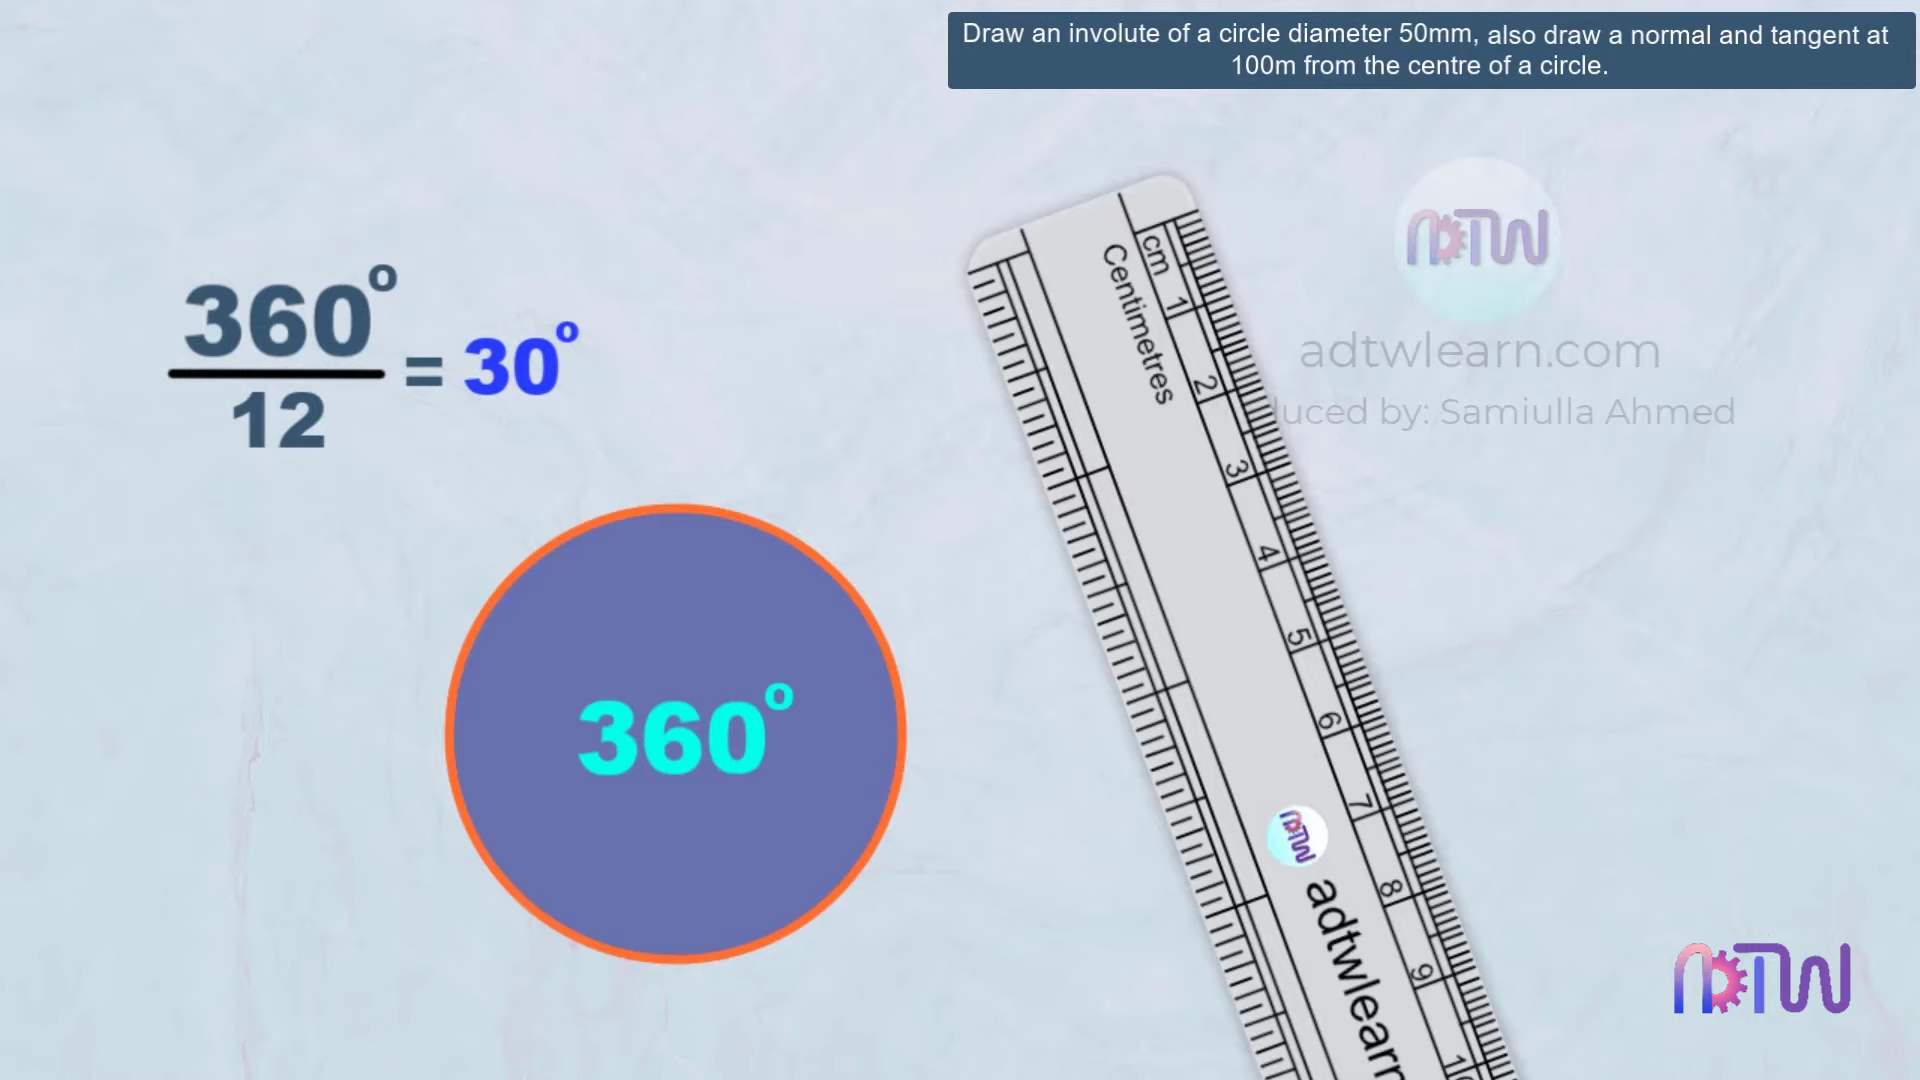 Draw an involute of a circle diameter 50mm, also draw a normal and tangent at
100m from the centre of a circle.
360°
12
= 30°
360°
cm 1 2 3 4 5 6 7 8 9
Centimetres
adtwlearn
adtwlearn.com
by: Samiulla Ahmed